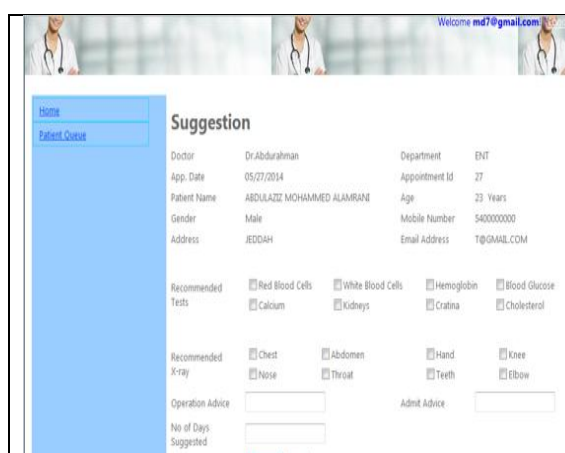 Welcome md7@gmail.com
Home
Patient Queue
Suggestion
Doctor Dr.Abdurahman Department ENT
App. Date 05/27/2014 Appointment Id 27
Patient Name ABDULAZIZ MOHAMMED ALAMRANI Age 23 Years
Gender Male Mobile Number 5400000000
Address JEDDAH Email Address T@GMAIL.COM
Recommended Tests Red Blood Cells White Blood Cells Hemoglobin Blood Glucose
Calcium Kidneys Cratina Cholesterol
Recommended X-ray Chest Abdomen Hand Knee
Nose Throat Teeth Elbow
Operation Advice Admit Advice
No of Days
Suggested